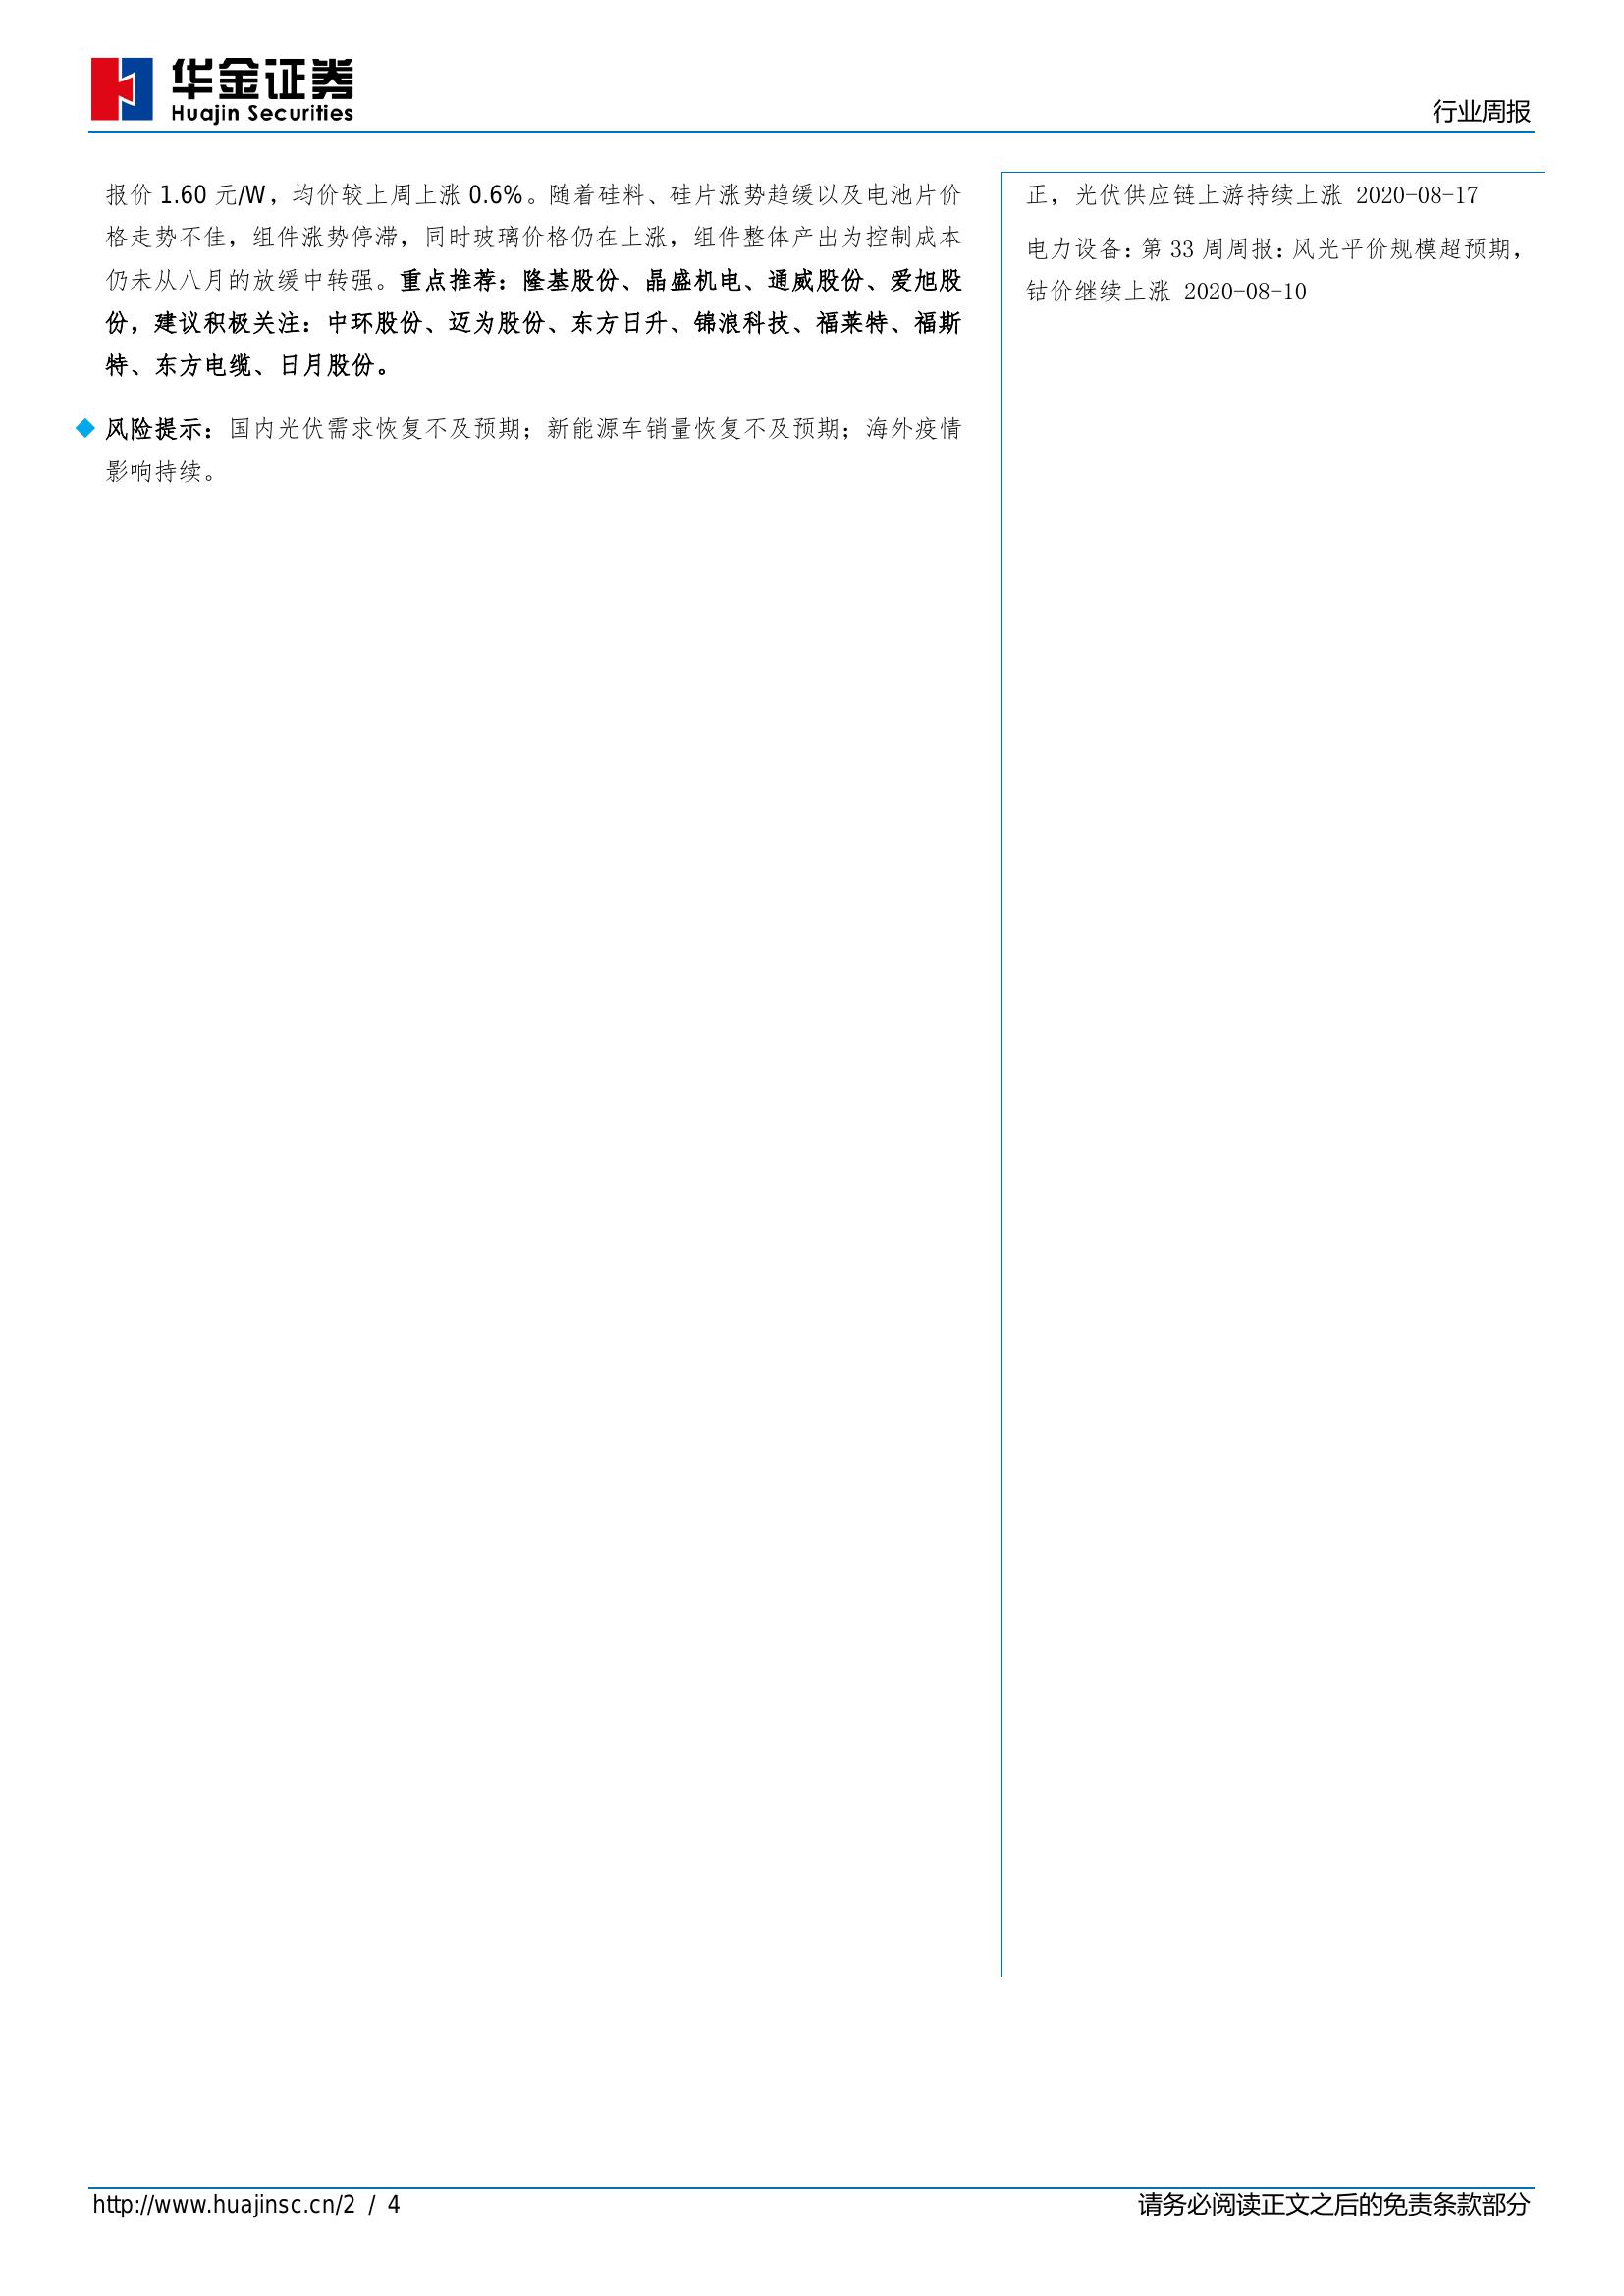 华金证券
Huajin Securities
行业周报
报价 1.60 元/W，均价较上周上涨 0.6%。随着硅料、硅片涨势趋缓以及电池片价
格走势不佳，组件涨势停滞，同时玻璃价格仍在上涨，组件整体产出为控制成本
仍未从八月的放缓中转强。重点推荐：隆基股份、晶盛机电、通威股份、爱旭股
份，建议积极关注：中环股份、迈为股份、东方日升、锦浪科技、福莱特、福斯
特、东方电缆、日月股份。
◆ 风险提示：国内光伏需求恢复不及预期；新能源车销量恢复不及预期；海外疫情
影响持续。
正，光伏供应链上游持续上涨 2020-08-17
电力设备：第 33 周周报：风光平价规模超预期，
钴价继续上涨 2020-08-10
http://www.huajinsc.cn/2 / 4
请务必阅读正文之后的免责条款部分